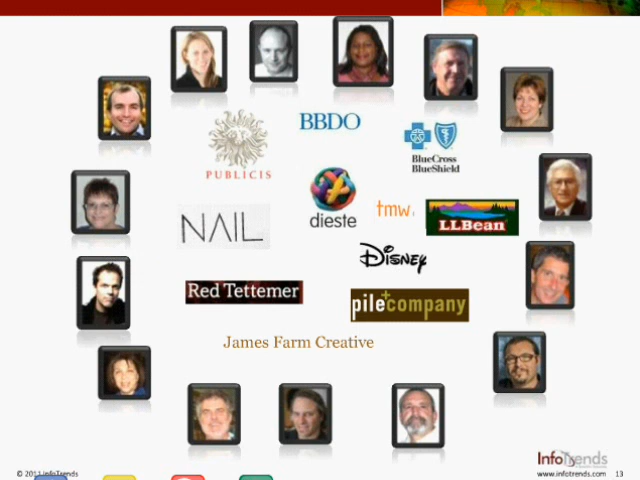 BBDO
PUBLICIS
BlueCross
BlueShield
dieste
tmw.
L.L.Bean
NAIL
Disney
Red Tettemer
pile+company
James Farm Creative
InfoTrends
© 2011 InfoTrends
www.infotrends.com 13